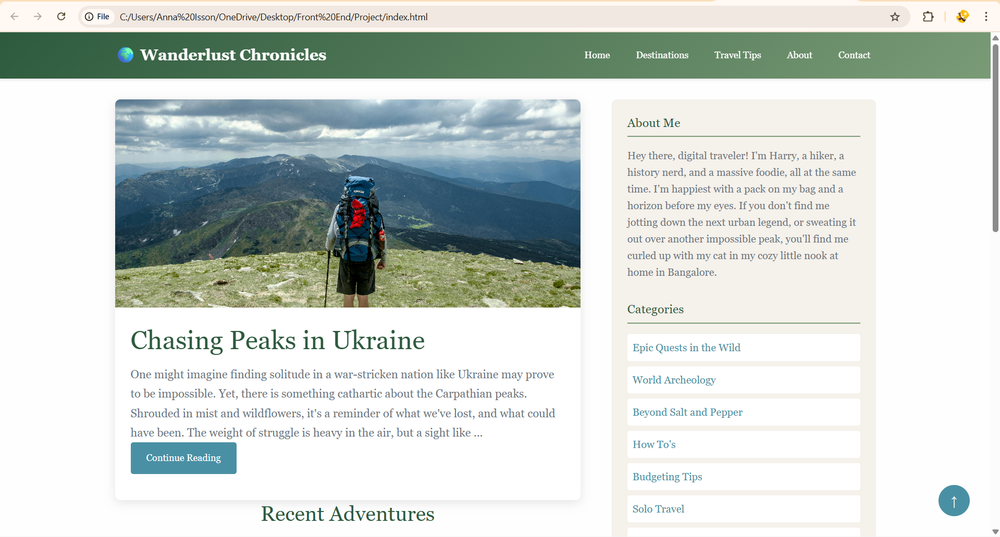 File C:/Users/Anna%20Isson/OneDrive/Desktop/Front%20End/Project/index.html
Wanderlust Chronicles
Home Destinations Travel Tips About Contact
Chasing Peaks in Ukraine
One might imagine finding solitude in a war-stricken nation like Ukraine may prove
to be impossible. Yet, there is something cathartic about the Carpathian peaks.
Shrouded in mist and wildflowers, it's a reminder of what we've lost, and what could
have been. The weight of struggle is heavy in the air, but a sight like ...
Continue Reading
Recent Adventures
About Me
Hey there, digital traveler! I'm Harry, a hiker, a
history nerd, and a massive foodie, all at the same
time. I'm happiest with a pack on my bag and a
horizon before my eyes. If you don't find me
jotting down the next urban legend, or sweating it
out over another impossible peak, you'll find me
curled up with my cat in my cozy little nook at
home in Bangalore.
Categories
Epic Quests in the Wild
World Archeology
Beyond Salt and Pepper
How To's
Budgeting Tips
Solo Travel
↑